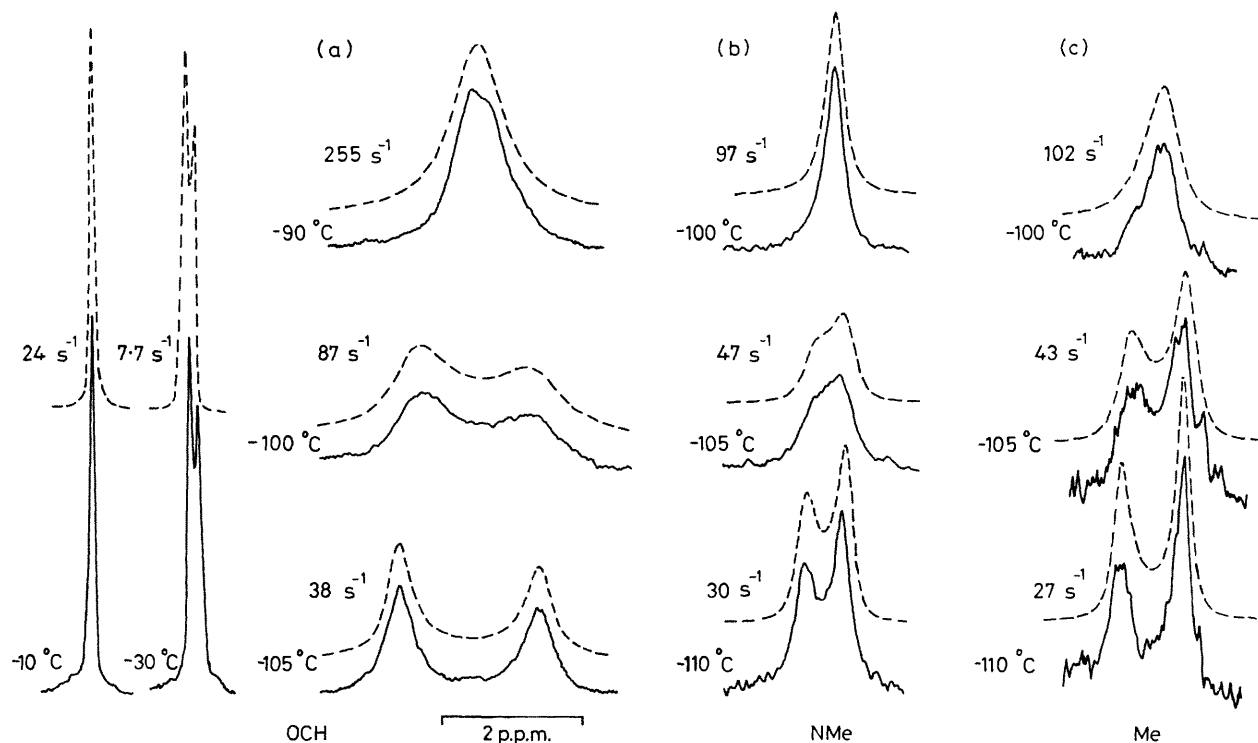 (a) (b) (c)
255 s⁻¹ 97 s⁻¹ 102 s⁻¹
-90 °C -100 °C -100 °C
24 s⁻¹ 7·7 s⁻¹ 87 s⁻¹ 47 s⁻¹ 43 s⁻¹
-100 °C -105 °C -105 °C
38 s⁻¹ 30 s⁻¹ 27 s⁻¹
-10 °C -30 °C -105 °C -110 °C -110 °C
OCH 2 p.p.m. NMe Me